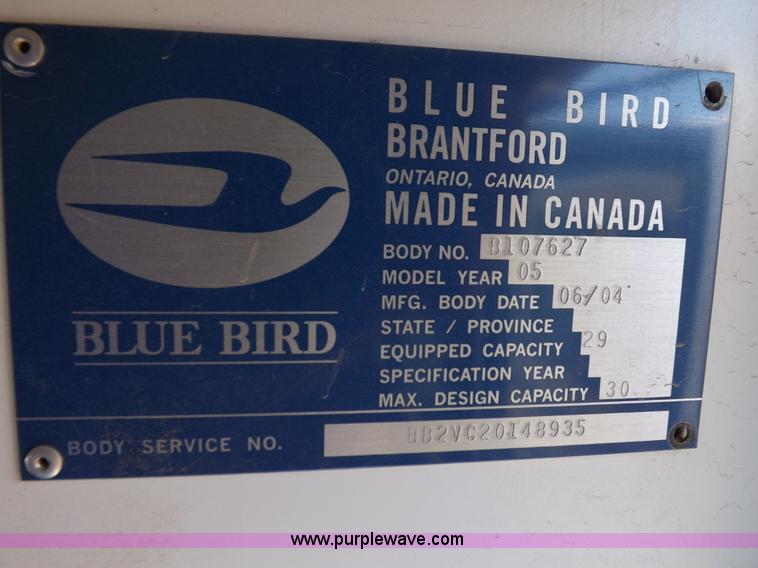 BLUE BIRD
BRANTFORD
ONTARIO, CANADA
MADE IN CANADA
BODY NO. B107627
MODEL YEAR 05
MFG. BODY DATE 06/04
STATE / PROVINCE
EQUIPPED CAPACITY 29
SPECIFICATION YEAR
MAX. DESIGN CAPACITY 30
BLUE BIRD
BODY SERVICE NO. BB2VC20148935
www.purplewave.com